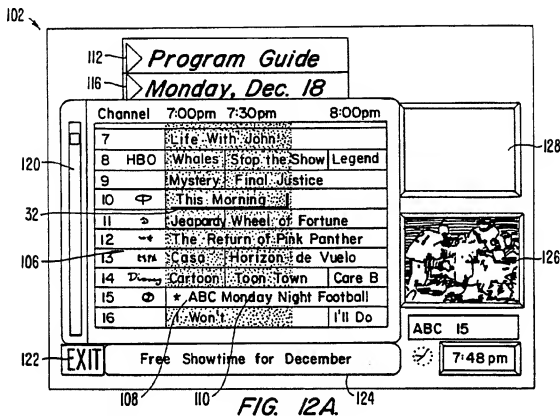 102
112
Program Guide
116
Monday, Dec. 18
Channel 7:00pm 7:30pm 8:00pm
7 Life With John
120
128
8 HBO Whales Stop the Show Legend
9 Mystery Final Justice
10 This Morning
32
11 Jeopardy Wheel of Fortune
12 The Return of Pink Panther
106
126
13 Casa Horizon de Vuelo
14 Disney Cartoon Toon Town Care B
15 * ABC Monday Night Football
ABC 15
16 I Won't I'll Do
122
EXIT Free Showtime for December
7:48 pm
108
110
124
FIG. 12A.